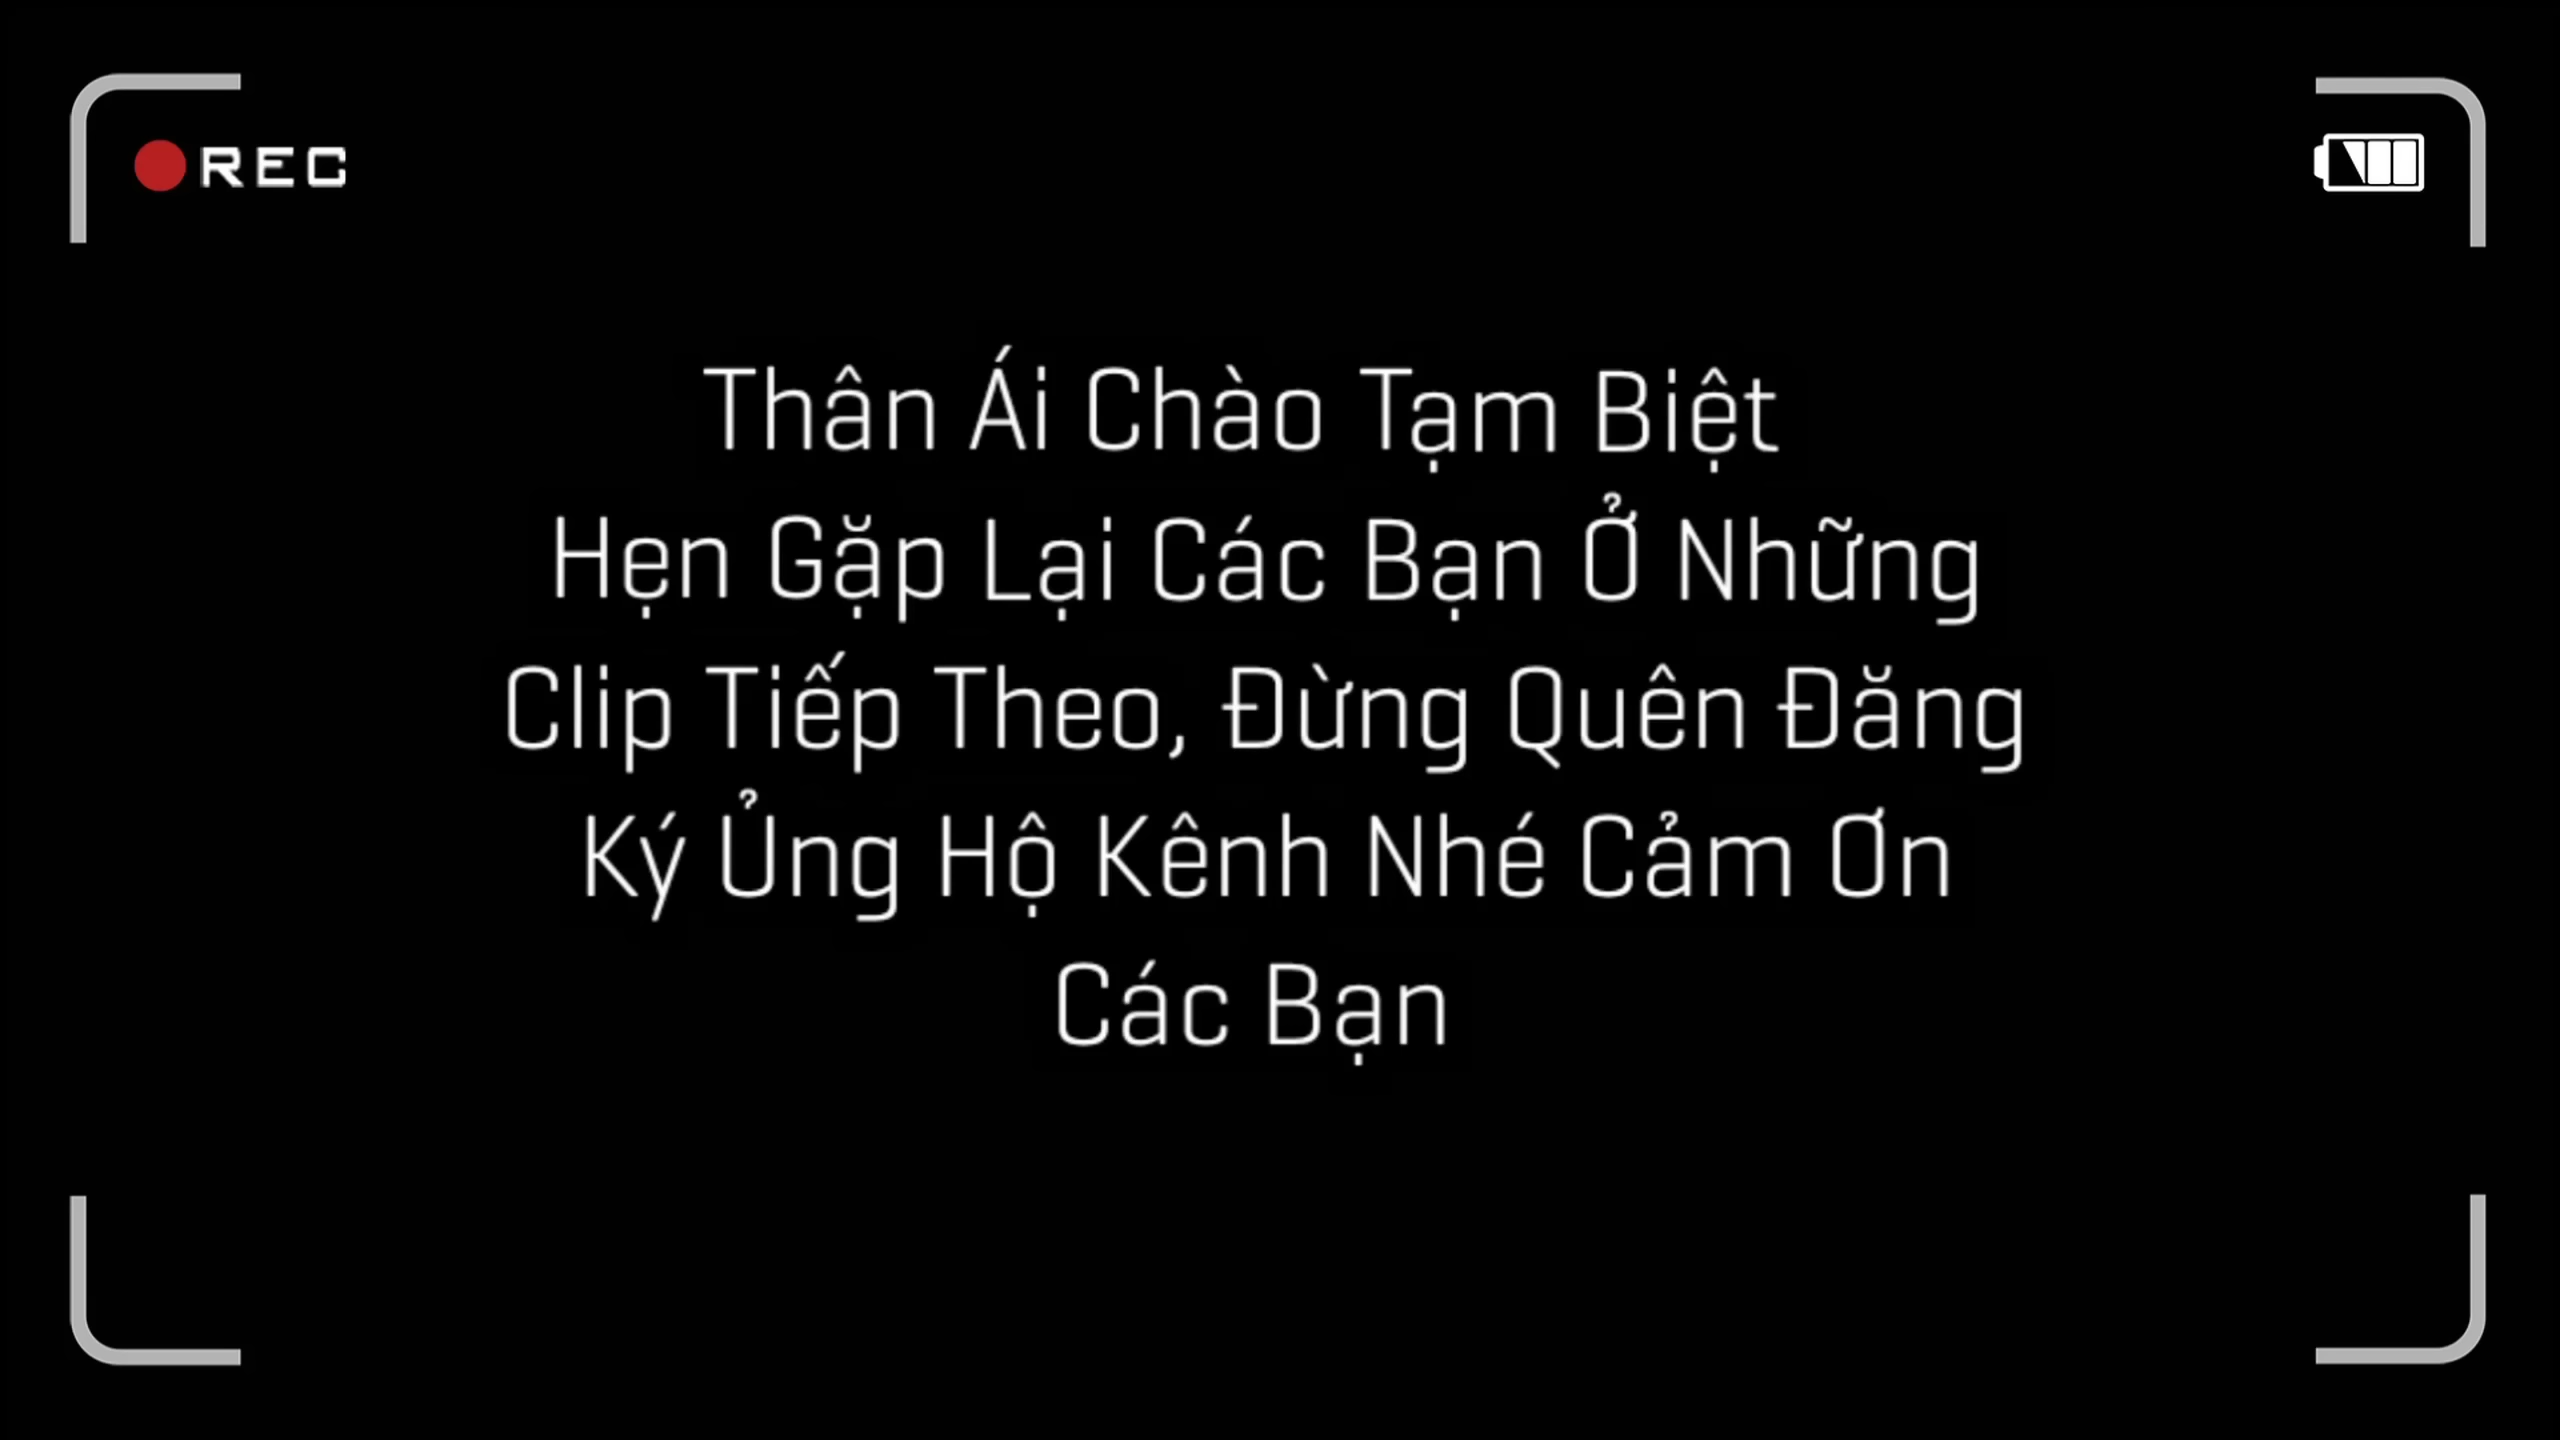 REC
Thân Ái Chào Tạm Biệt
Hẹn Gặp Lại Các Bạn Ở Những
Clip Tiếp Theo, Đừng Quên Đăng
Ký Ủng Hộ Kênh Nhé Cảm Ơn
Các Bạn